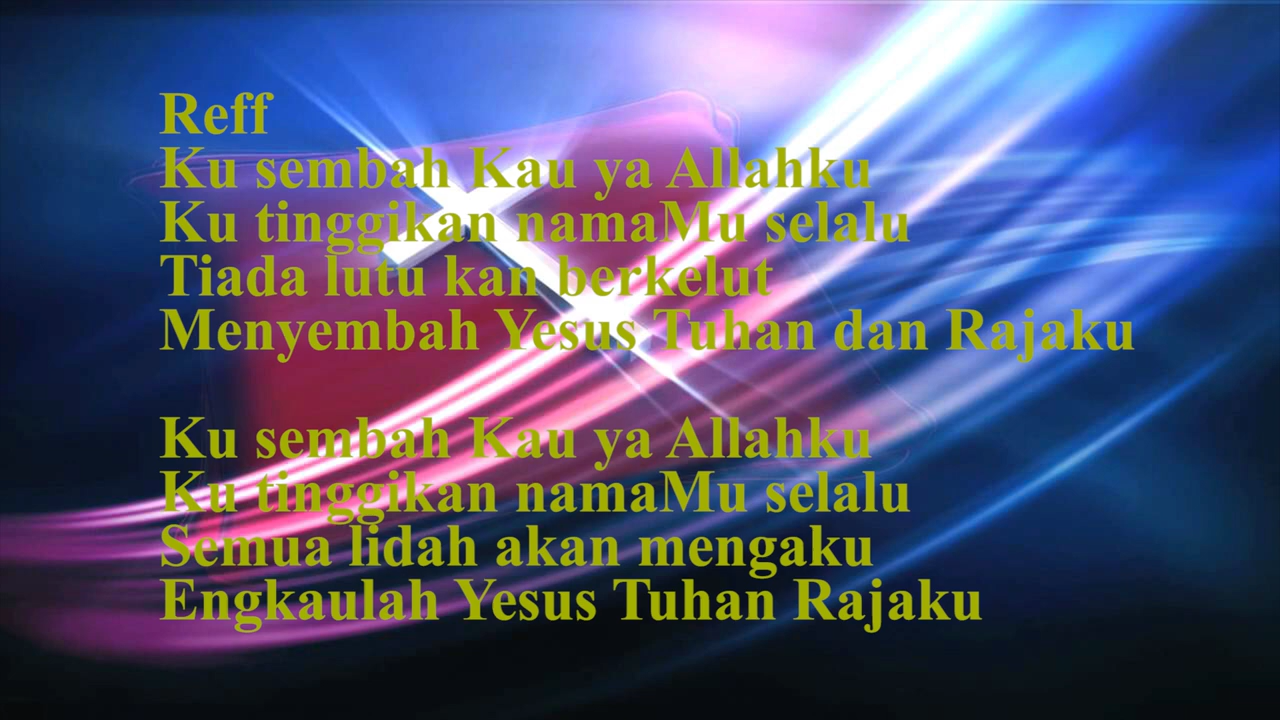 Reff
Ku sembah Kau ya Allahku
Ku tinggikan namaMu selalu
Tiada lutu kan berkelut
Menyembah Yesus Tuhan dan Rajaku
Ku sembah Kau ya Allahku
Ku tinggikan namaMu selalu
Semua lidah akan mengaku
Engkaulah Yesus Tuhan Rajaku